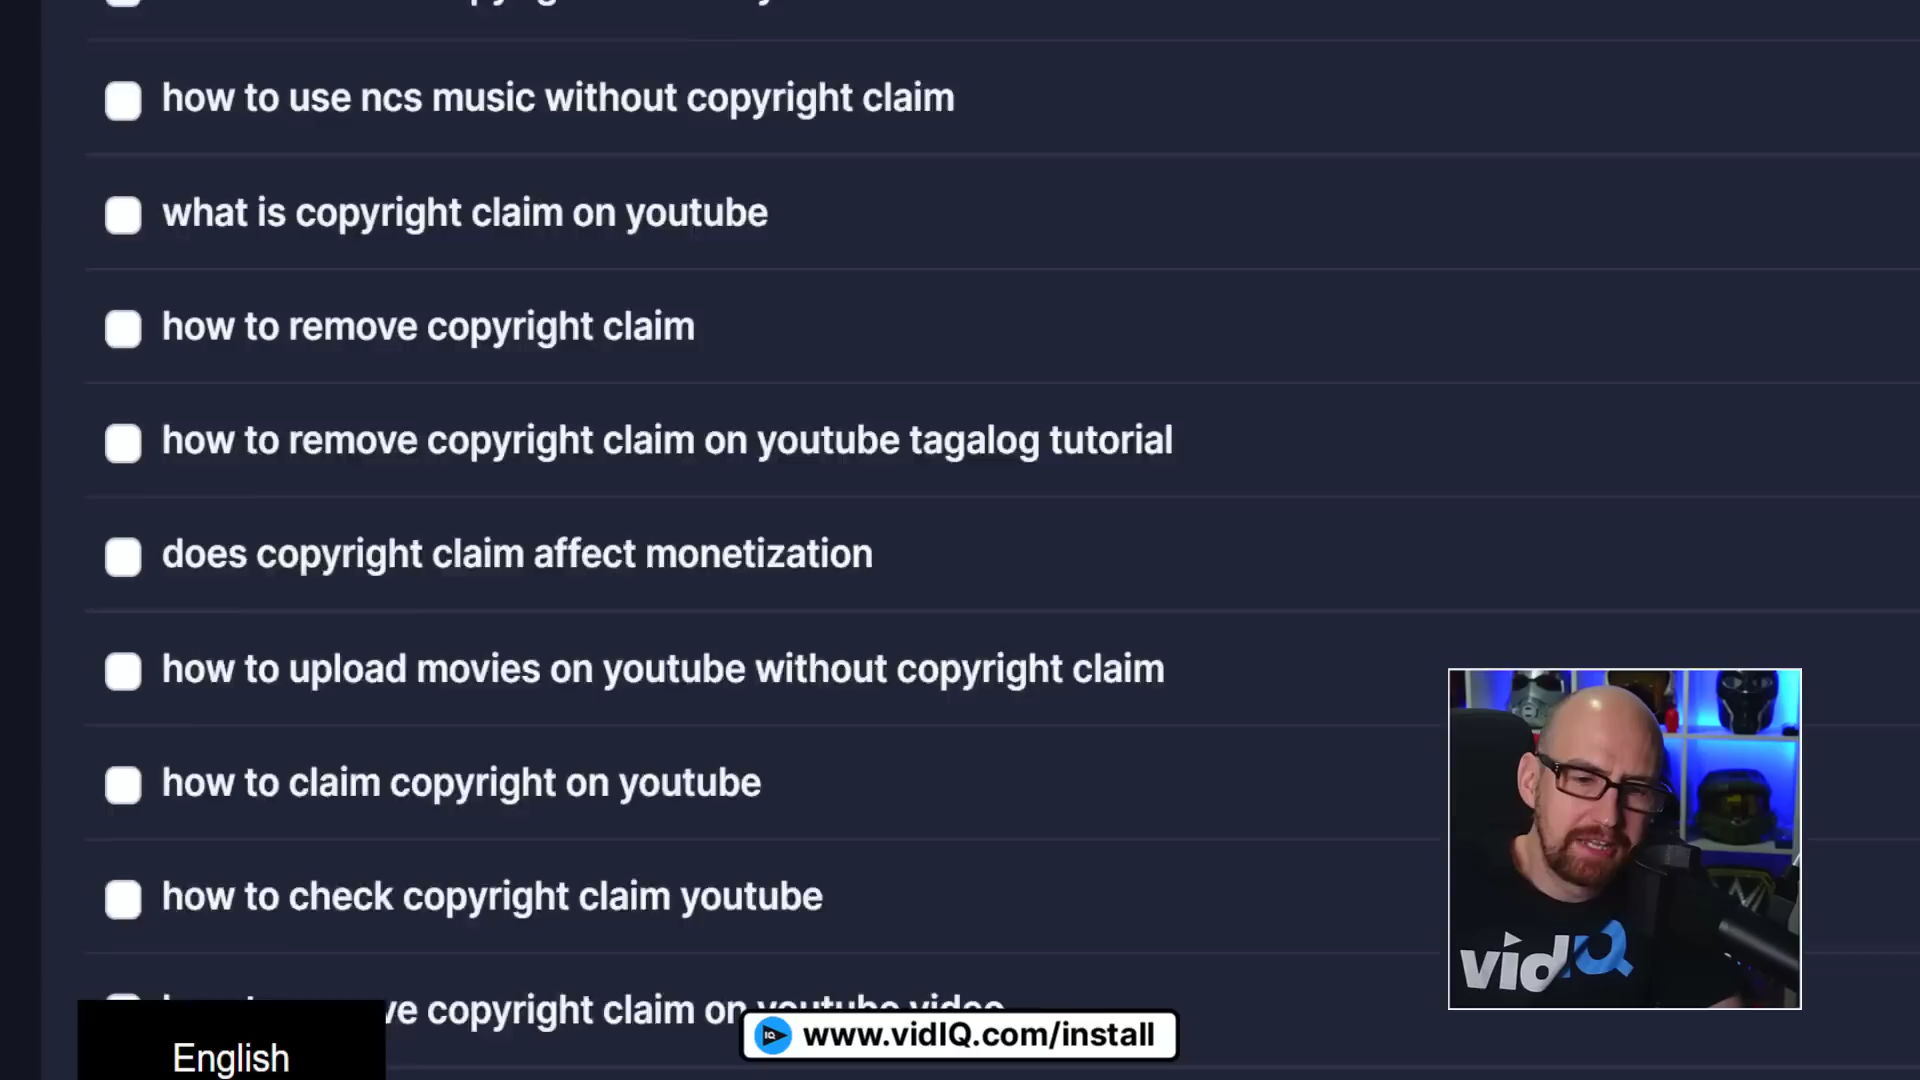 how to use ncs music without copyright claim
what is copyright claim on youtube
how to remove copyright claim
how to remove copyright claim on youtube tagalog tutorial
does copyright claim affect monetization
how to upload movies on youtube without copyright claim
how to claim copyright on youtube
how to check copyright claim youtube
copyright claim on youtube video
www.vidIQ.com/install
English
vidIQ